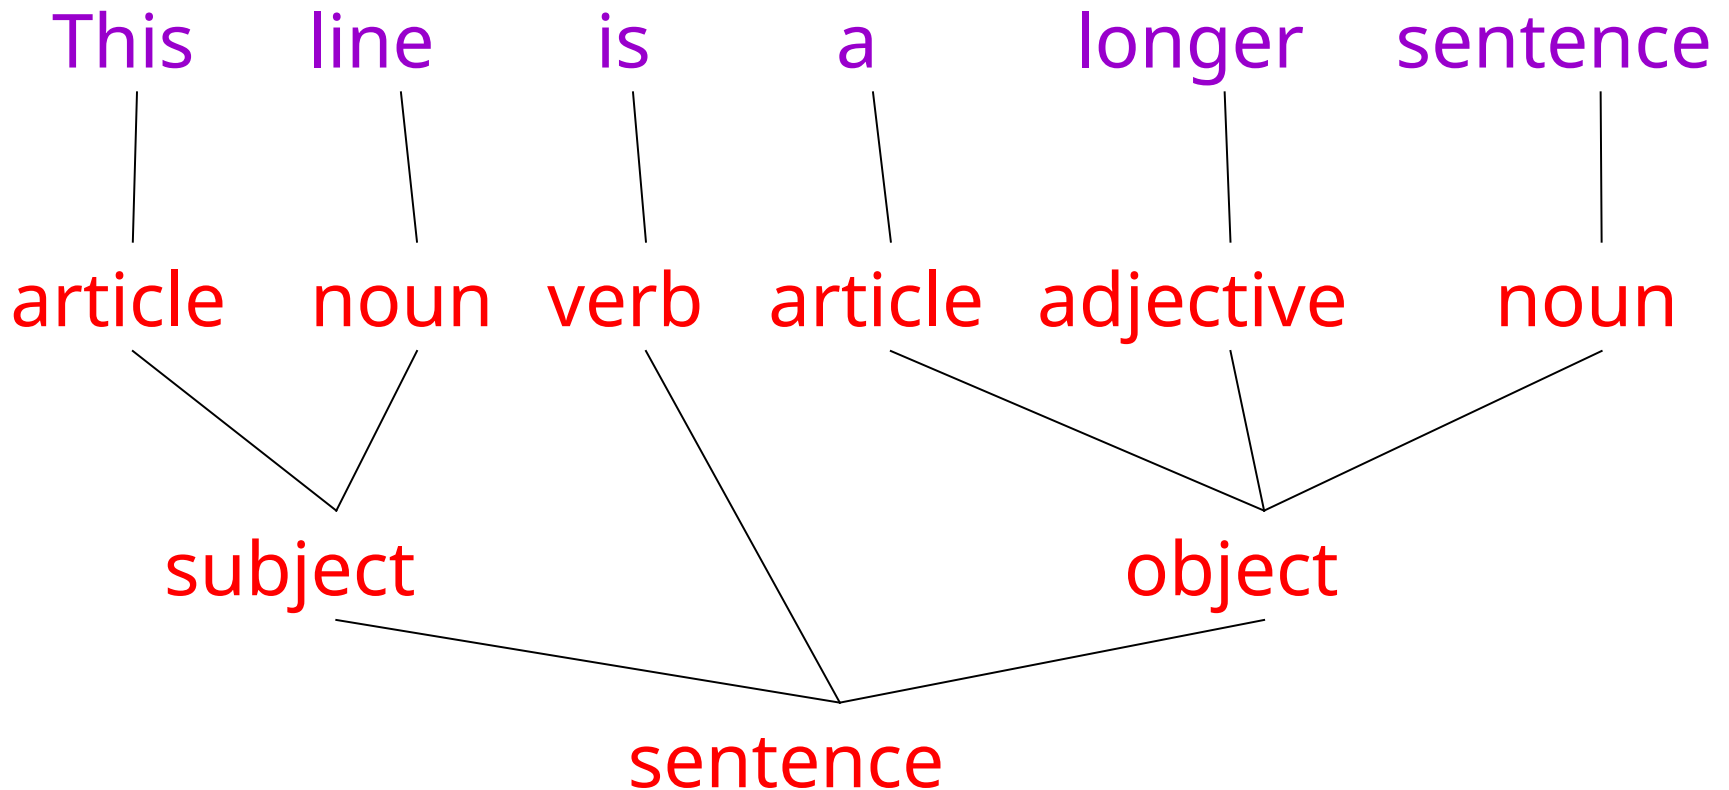 This line is a longer sentence
article noun verb article adjective noun
subject object
sentence